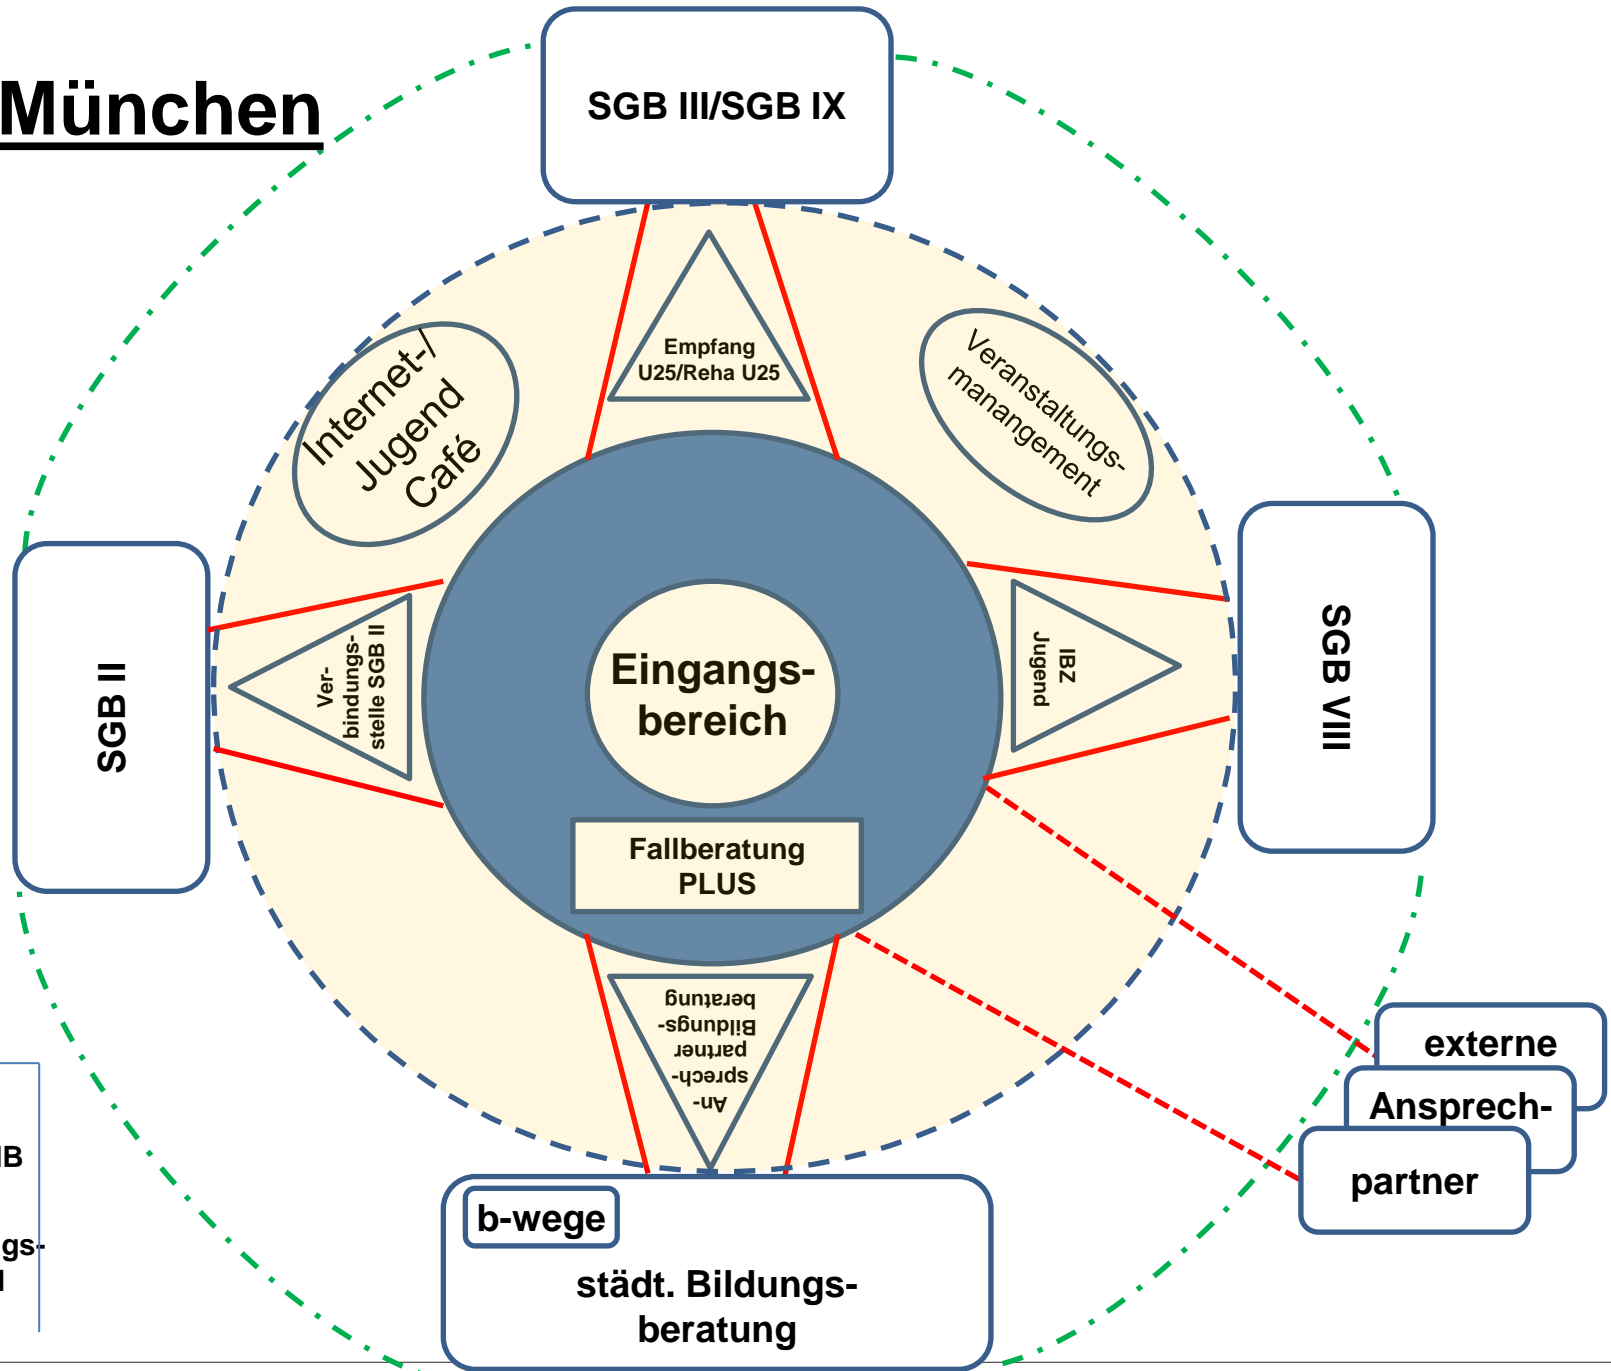 München
SGB III/SGB IX
Empfang
U25/Reha U25
Internet-/
Jugend
Café
Veranstaltungs-
manangement
SGB II
Ver-
bindungs-
stelle SGB II
Eingangs-
bereich
IBZ
Jugend
SGB VIII
Fallberatung
PLUS
An-
sprech-
partner
Bildungs-
beratung
externe
Ansprech-
partner
b-wege
städt. Bildungs-
beratung
gs-